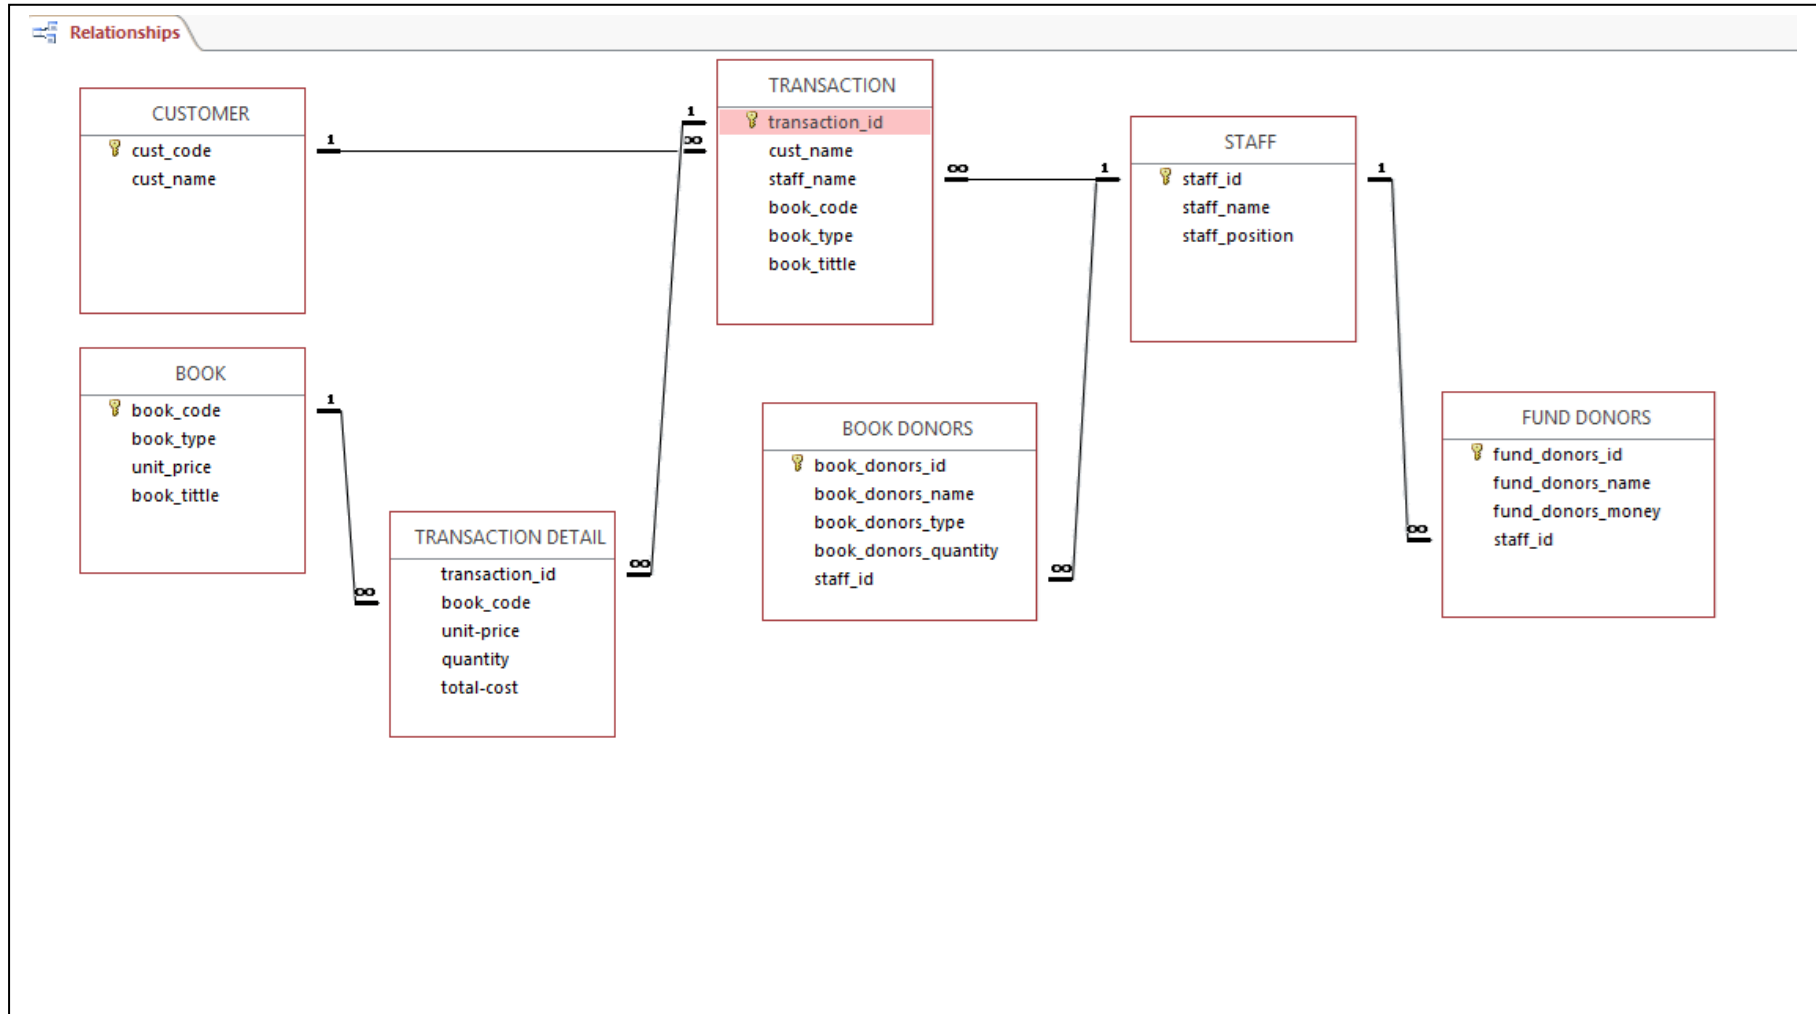 Relationships
CUSTOMER
cust_code
cust_name
1
∞
1
TRANSACTION
transaction_id
cust_name
staff_name
book_code
book_type
book_tittle
∞
1
STAFF
staff_id
staff_name
staff_position
1
BOOK
book_code
book_type
unit_price
book_tittle
1
∞
TRANSACTION DETAIL
transaction_id
book_code
unit-price
quantity
total-cost
∞
BOOK DONORS
book_donors_id
book_donors_name
book_donors_type
book_donors_quantity
staff_id
∞
FUND DONORS
fund_donors_id
fund_donors_name
fund_donors_money
staff_id
∞